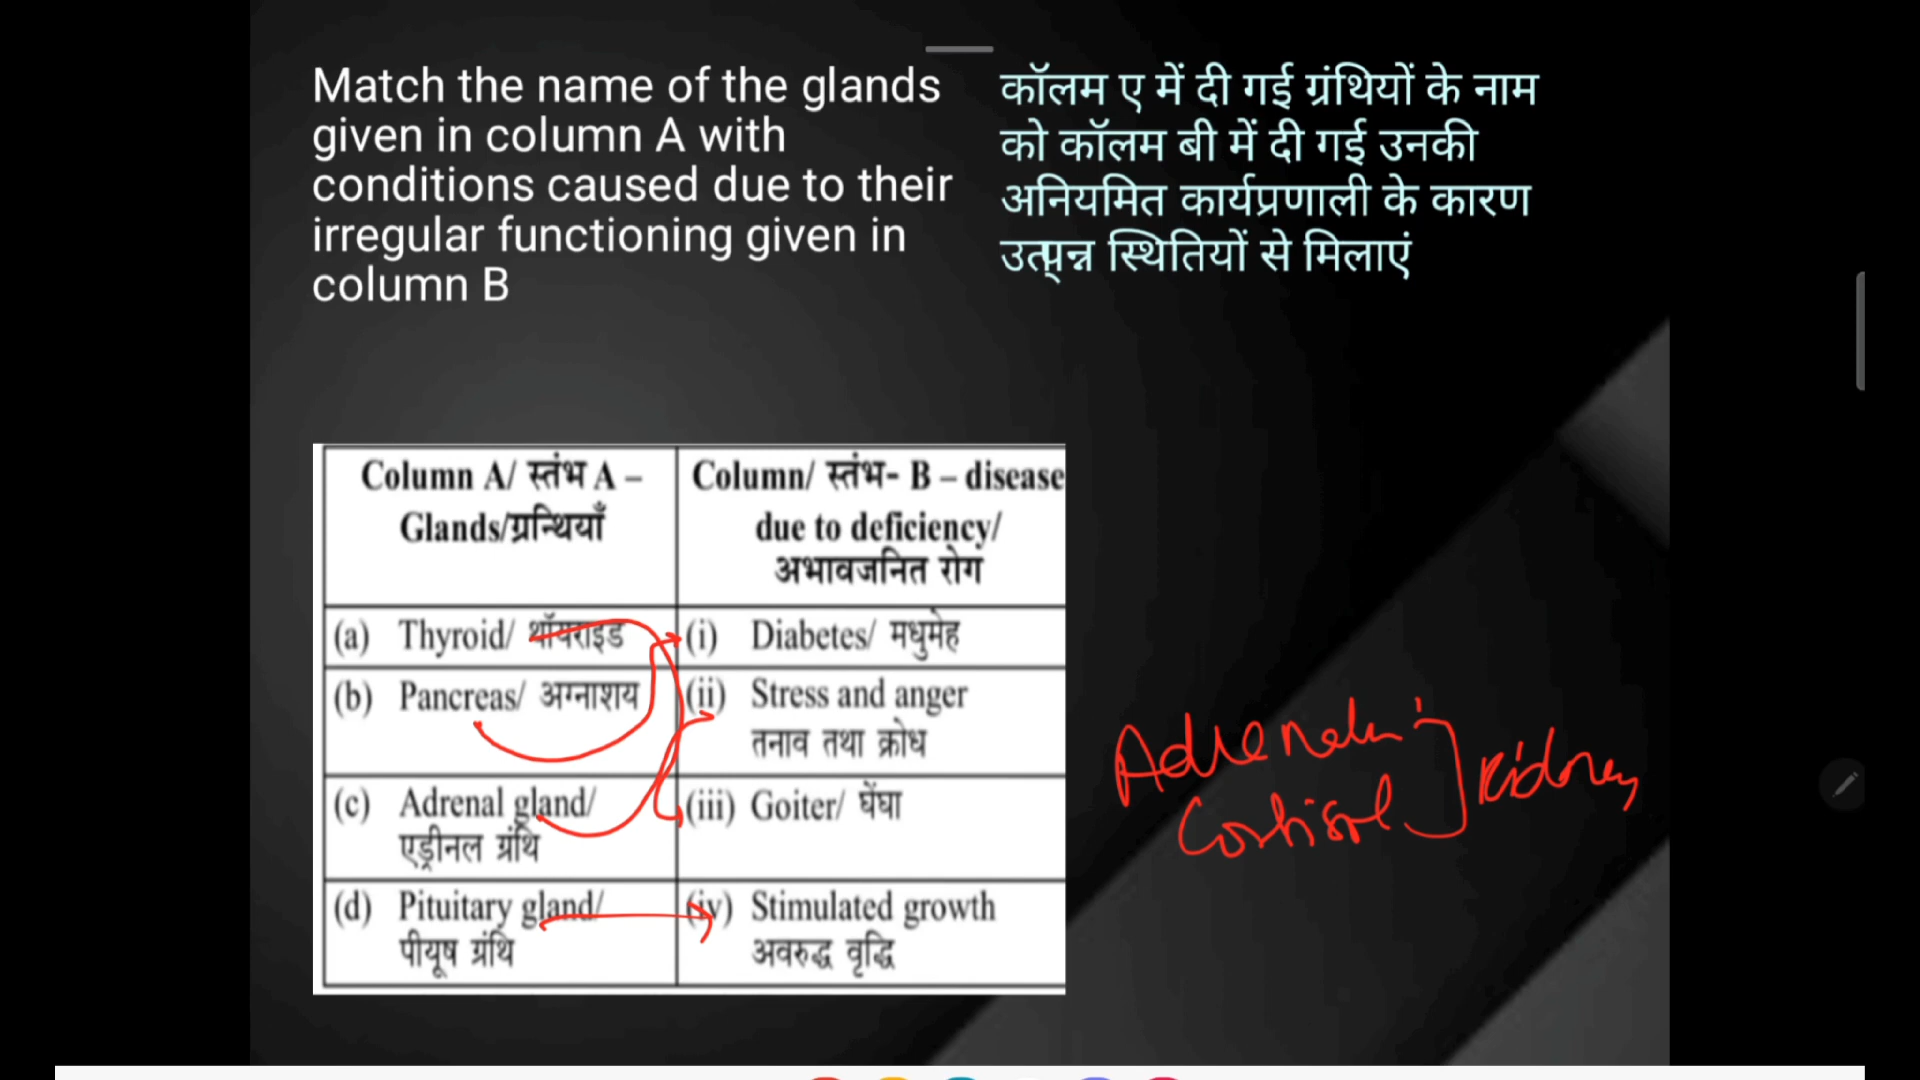 Match the name of the glands
given in column A with
conditions caused due to their
irregular functioning given in
column B
कॉलम ए में दी गई ग्रंथियों के नाम
को कॉलम बी में दी गई उनकी
अनियमित कार्यप्रणाली के कारण
उत्पन्न स्थितियों से मिलाएं
Column A/ स्तंभ A –
Glands/ग्रन्थियाँ
Column/ स्तंभ- B – disease
due to deficiency/
अभावजनित रोग
(a) Thyroid/ थॉयराइड
(i) Diabetes/ मधुमेह
(b) Pancreas/ अग्नाशय
(ii) Stress and anger
तनाव तथा क्रोध
(c) Adrenal gland/
एड्रीनल ग्रंथि
(iii) Goiter/ घेंघा
(d) Pituitary gland/
पीयूष ग्रंथि
(iv) Stimulated growth
अवरुद्ध वृद्धि
Cortisol
Kidney